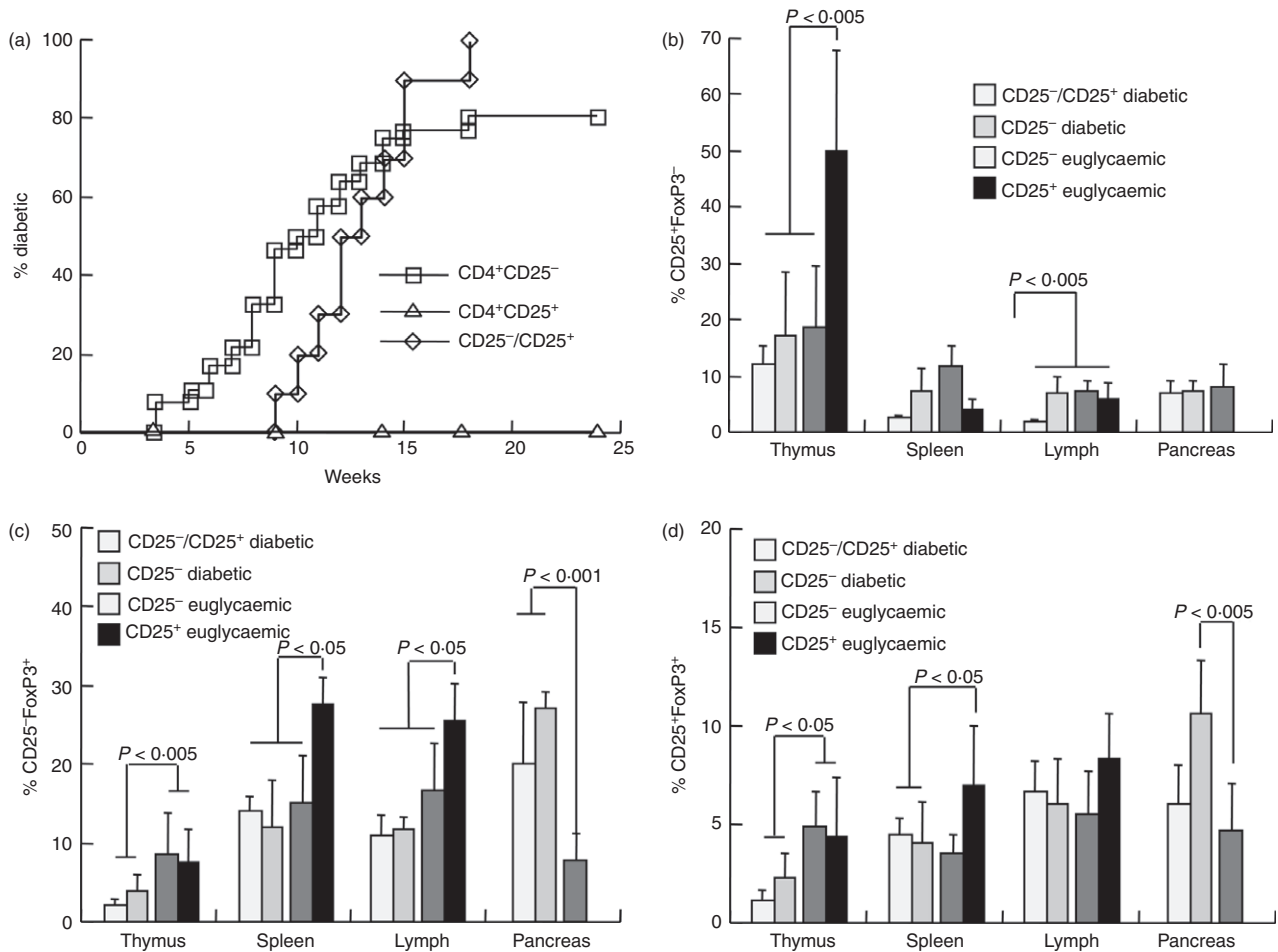 (a)
100
80
60
40
20
0
% diabetic
0 5 10 15 20 25
Weeks
CD4⁺CD25⁻
CD4⁺CD25⁺
CD25⁻/CD25⁺
(b)
P < 0·005
70
60
50
40
30
20
10
0
% CD25⁺FoxP3⁻
CD25⁻/CD25⁺ diabetic
CD25⁻ diabetic
CD25⁻ euglycaemic
CD25⁺ euglycaemic
P < 0·005
Thymus Spleen Lymph Pancreas
(c)
50
40
30
20
10
0
% CD25⁻FoxP3⁺
CD25⁻/CD25⁺ diabetic
CD25⁻ diabetic
CD25⁻ euglycaemic
CD25⁺ euglycaemic
P < 0·005
P < 0·05
P < 0·05
P < 0·001
Thymus Spleen Lymph Pancreas
(d)
20
15
10
5
0
% CD25⁺FoxP3⁺
CD25⁻/CD25⁺ diabetic
CD25⁻ diabetic
CD25⁻ euglycaemic
CD25⁺ euglycaemic
P < 0·05
P < 0·05
P < 0·005
Thymus Spleen Lymph Pancreas